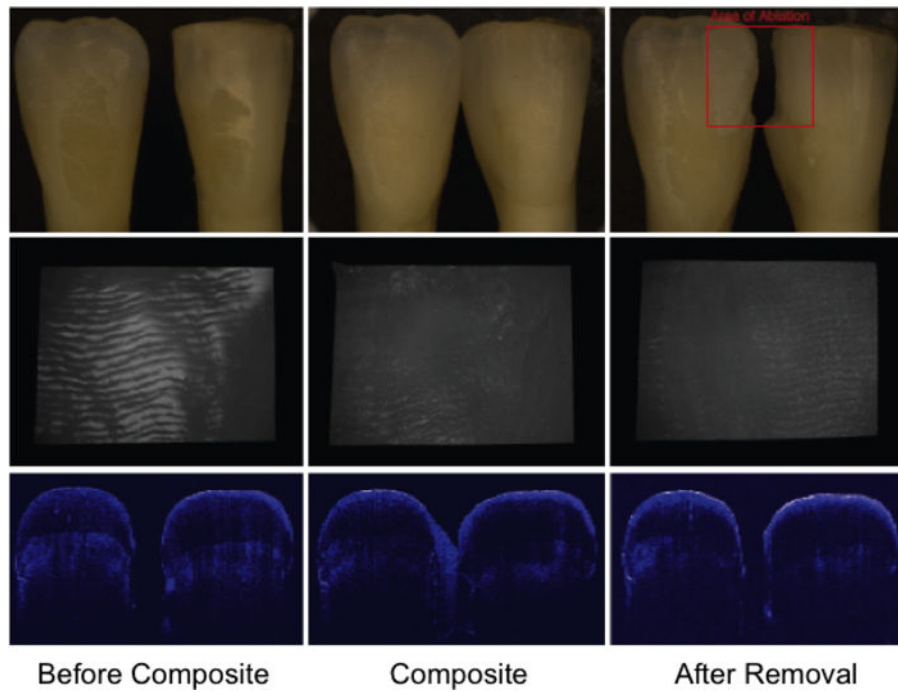 Area of Ablation
Before Composite
Composite
After Removal